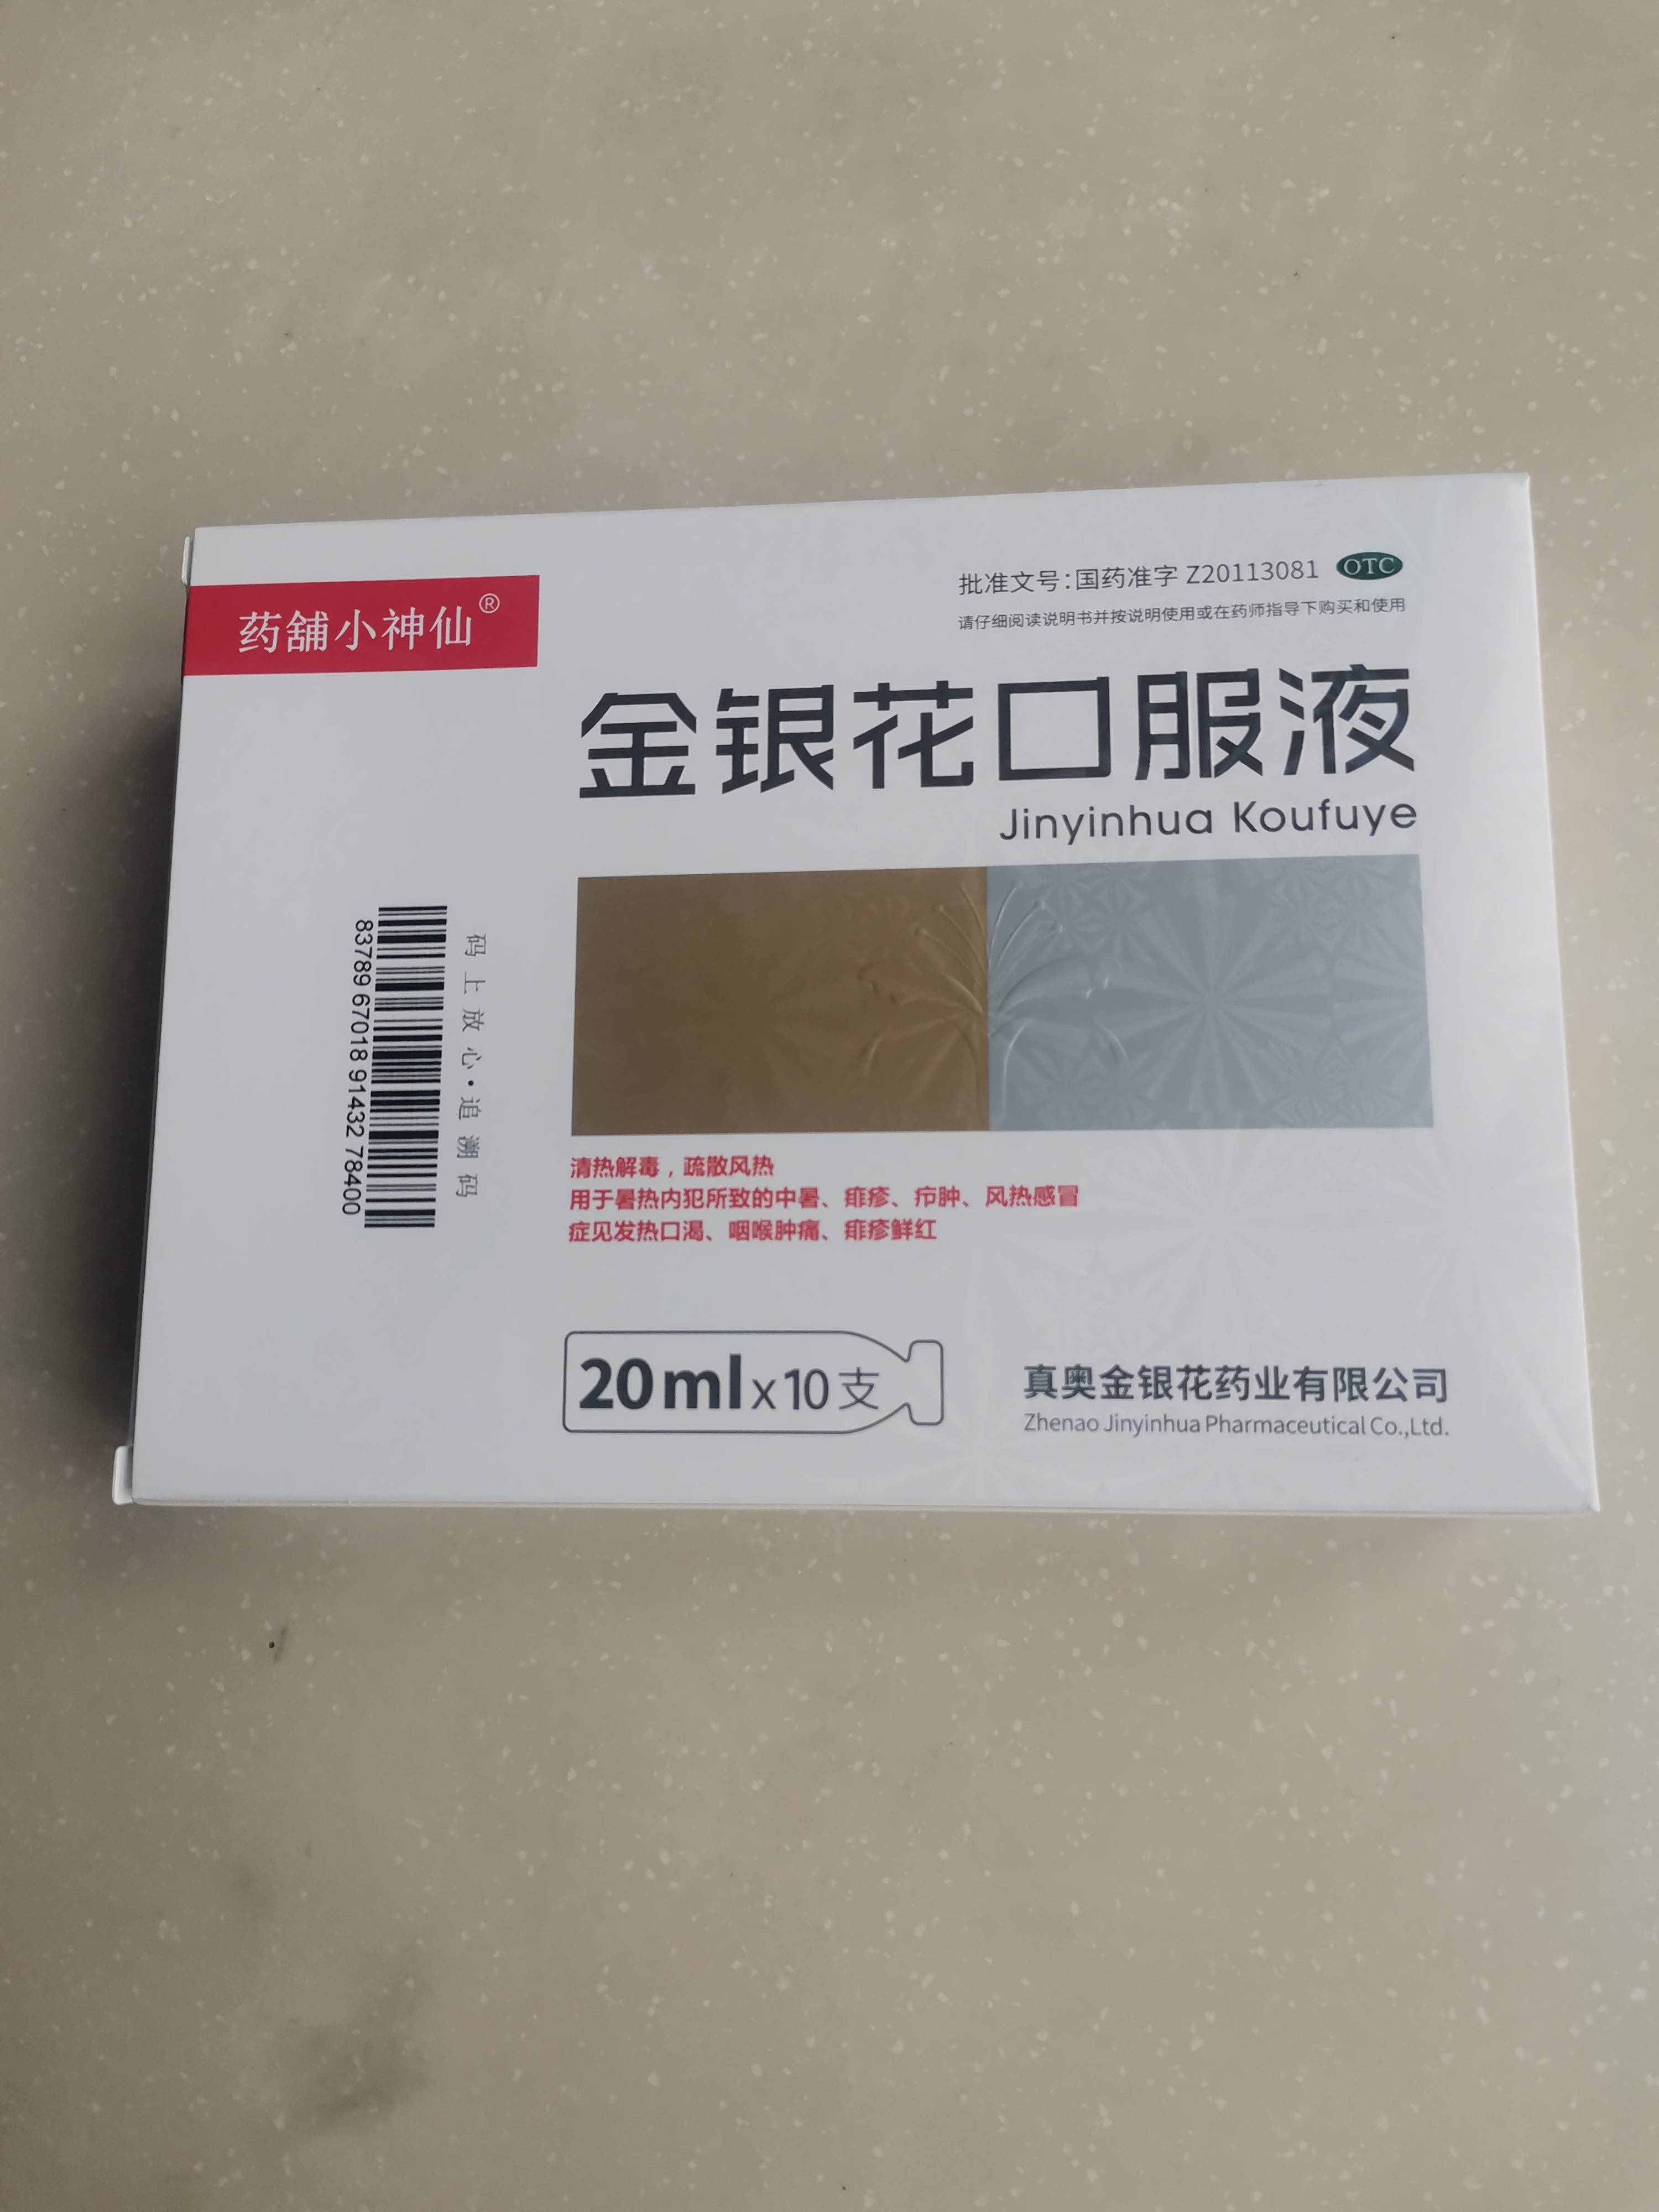 药舖小神仙®
批准文号：国药准字 Z20113081 OTC
请仔细阅读说明书并按说明使用或在药师指导下购买和使用
金银花口服液
Jinyinhua Koufuye
码上放心·追溯码
83789 67018 91432 78400
清热解毒，疏散风热
用于暑热内犯所致的中暑、痱疹、疖肿、风热感冒
症见发热口渴、咽喉肿痛、痱疹鲜红
20ml x 10支
真奥金银花药业有限公司
Zhenao Jinyinhua Pharmaceutical Co.,Ltd.